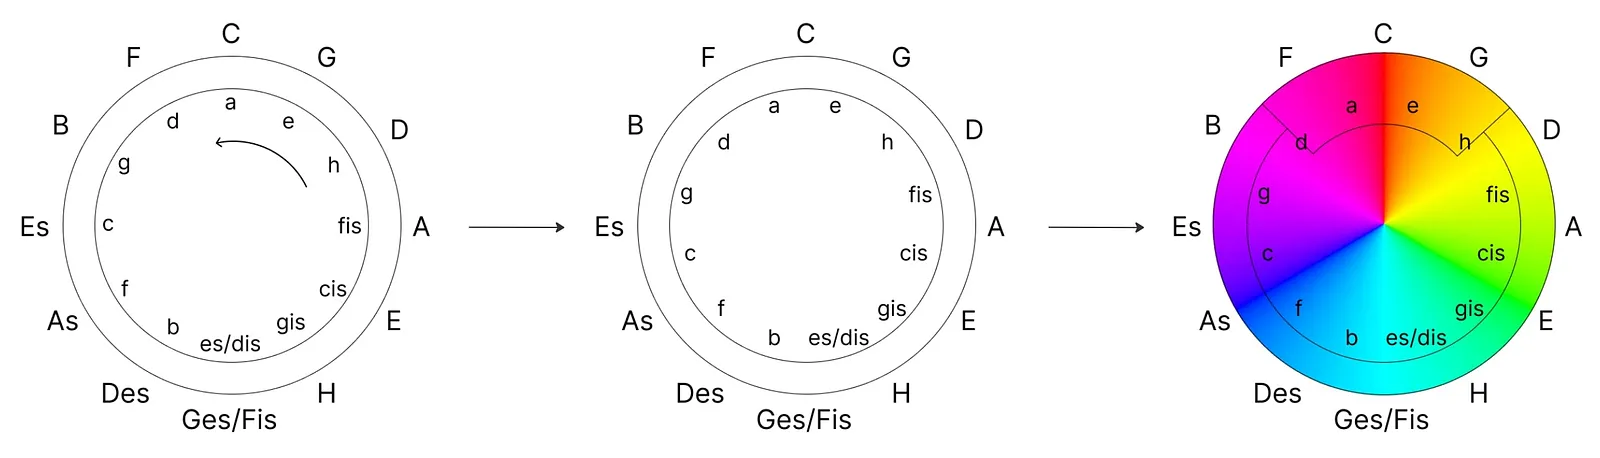 C
F
G
B
a
d
e
D
g
h
Es
c
fis
A
f
cis
As
b
gis
E
es/dis
Des
H
Ges/Fis
C
F
G
a
e
B
D
d
h
g
fis
Es
A
c
cis
f
gis
As
E
b
es/dis
Des
H
Ges/Fis
C
F
G
a
e
B
D
d
h
g
fis
Es
A
c
cis
f
gis
As
E
b
es/dis
Des
H
Ges/Fis